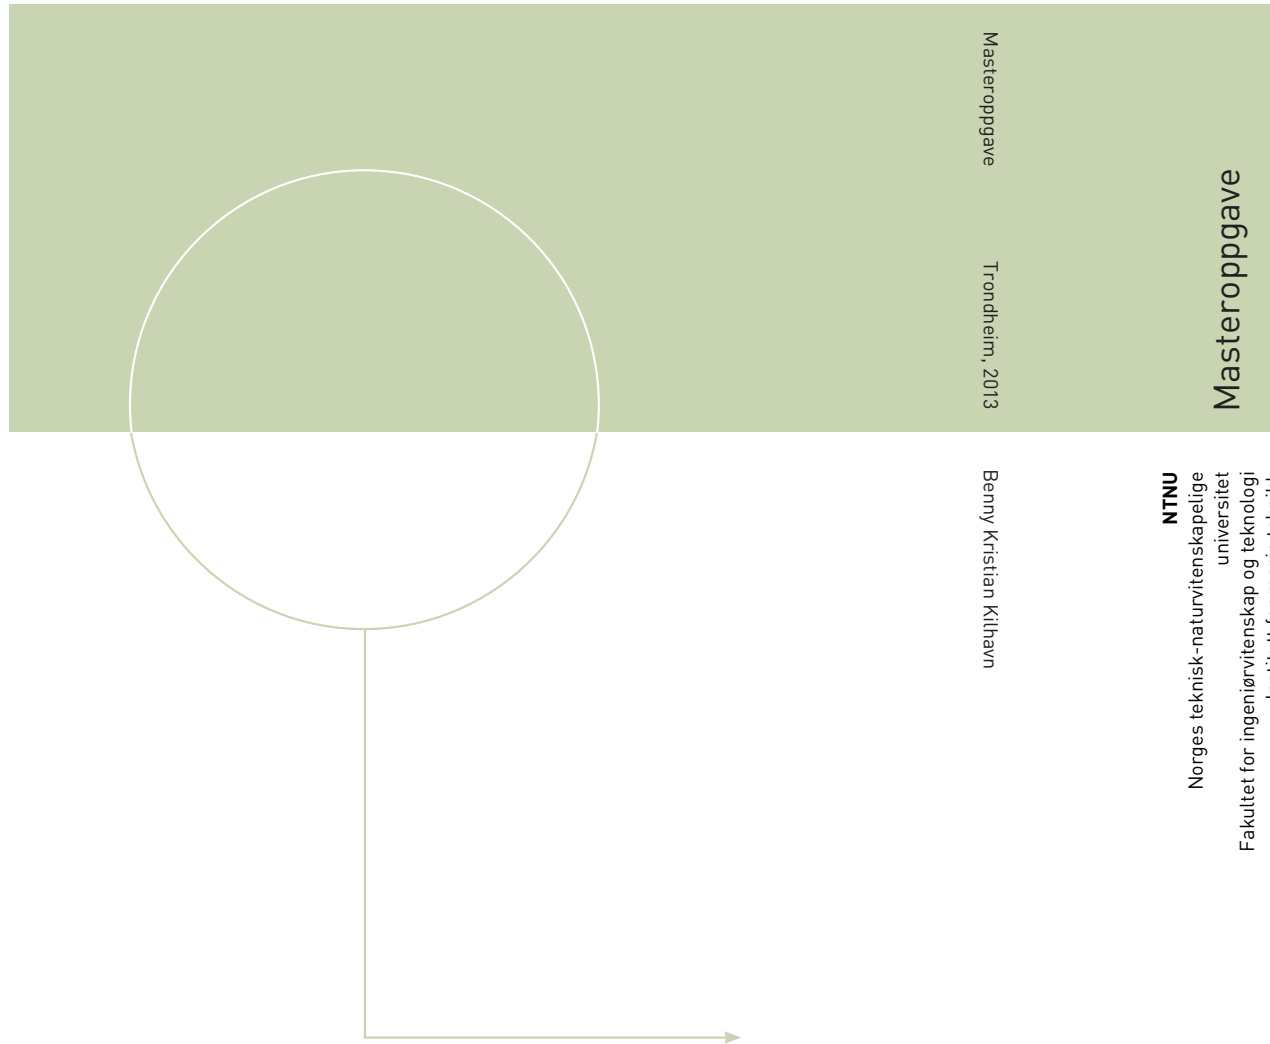 Masteroppgave
Trondheim, 2013
Benny Kristian Kilhavn
Masteroppgave
NTNU
Norges teknisk-naturvitenskapelige
universitet
Fakultet for ingeniørvitenskap og teknologi